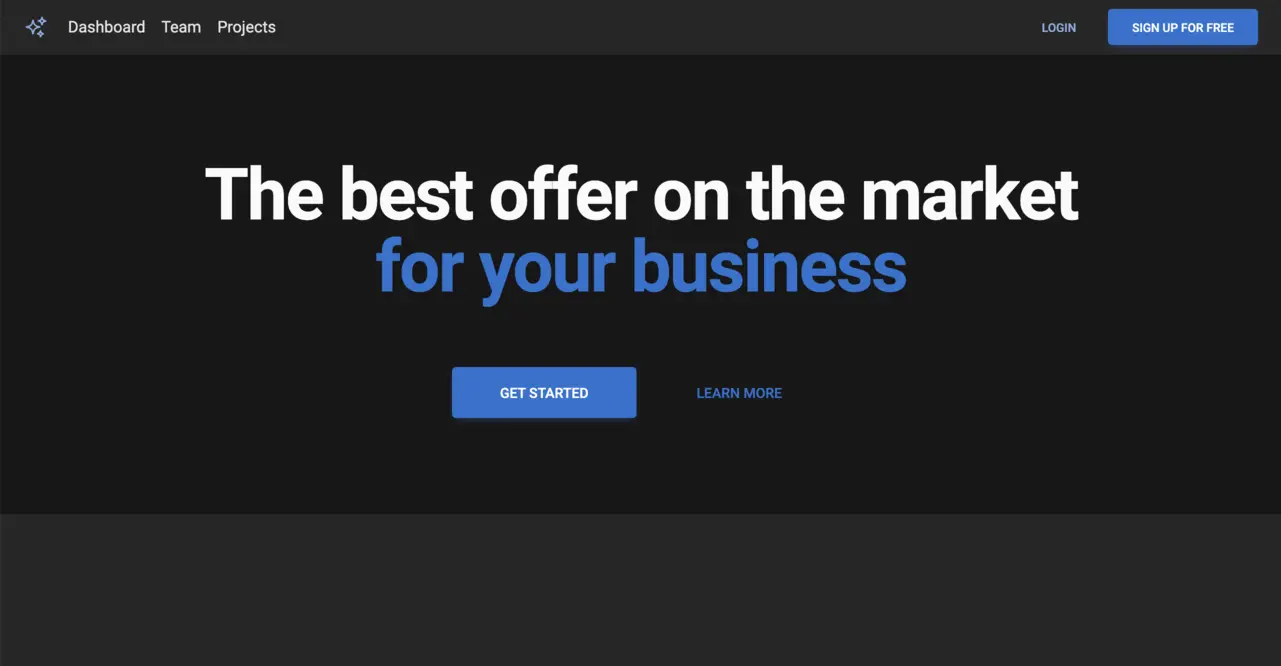 Dashboard Team Projects LOGIN SIGN UP FOR FREE
The best offer on the market
for your business
GET STARTED LEARN MORE